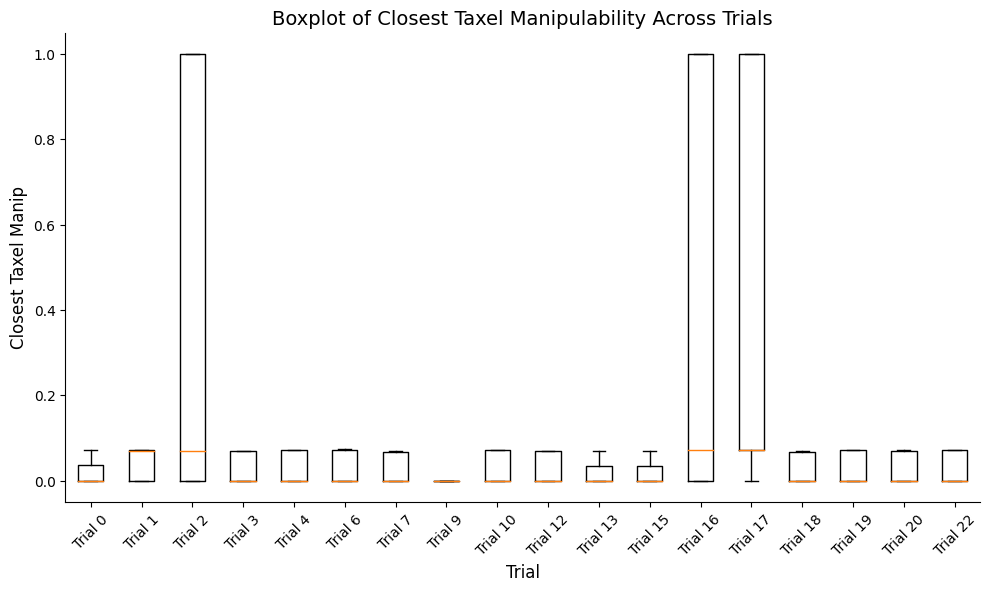 Boxplot of Closest Taxel Manipulability Across Trials
Closest Taxel Manip
1.0
0.8
0.6
0.4
0.2
0.0
Trial 0
Trial 1
Trial 2
Trial 3
Trial 4
Trial 6
Trial 7
Trial 9
Trial 10
Trial 12
Trial 13
Trial 15
Trial 16
Trial 17
Trial 18
Trial 19
Trial 20
Trial 22
Trial